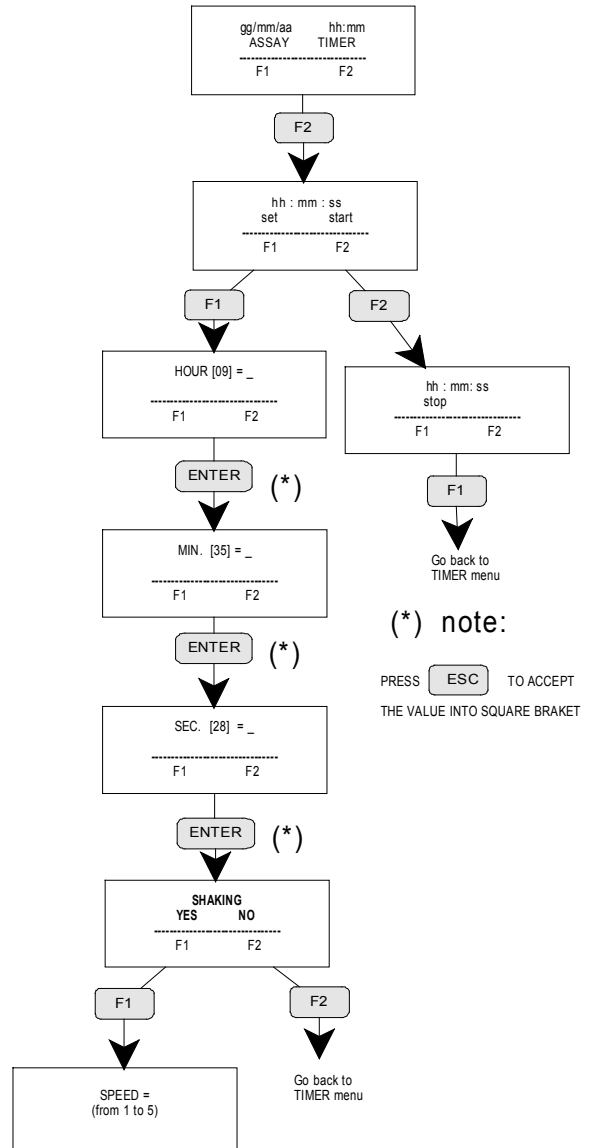 gg/mm/aa hh:mm
ASSAY TIMER
--------------------------------
F1 F2
F2
hh : mm : ss
set start
--------------------------------
F1 F2
F1
F2
HOUR [09] = _
--------------------------------
F1 F2
hh : mm: ss
stop
--------------------------------
F1 F2
ENTER (*)
F1
MIN. [35] = _
--------------------------------
F1 F2
Go back to
TIMER menu
(*) note:
ENTER (*)
PRESS ESC TO ACCEPT
THE VALUE INTO SQUARE BRAKET
SEC. [28] = _
--------------------------------
F1 F2
ENTER (*)
SHAKING
YES NO
--------------------------------
F1 F2
F1
F2
Go back to
TIMER menu
SPEED =
(from 1 to 5)